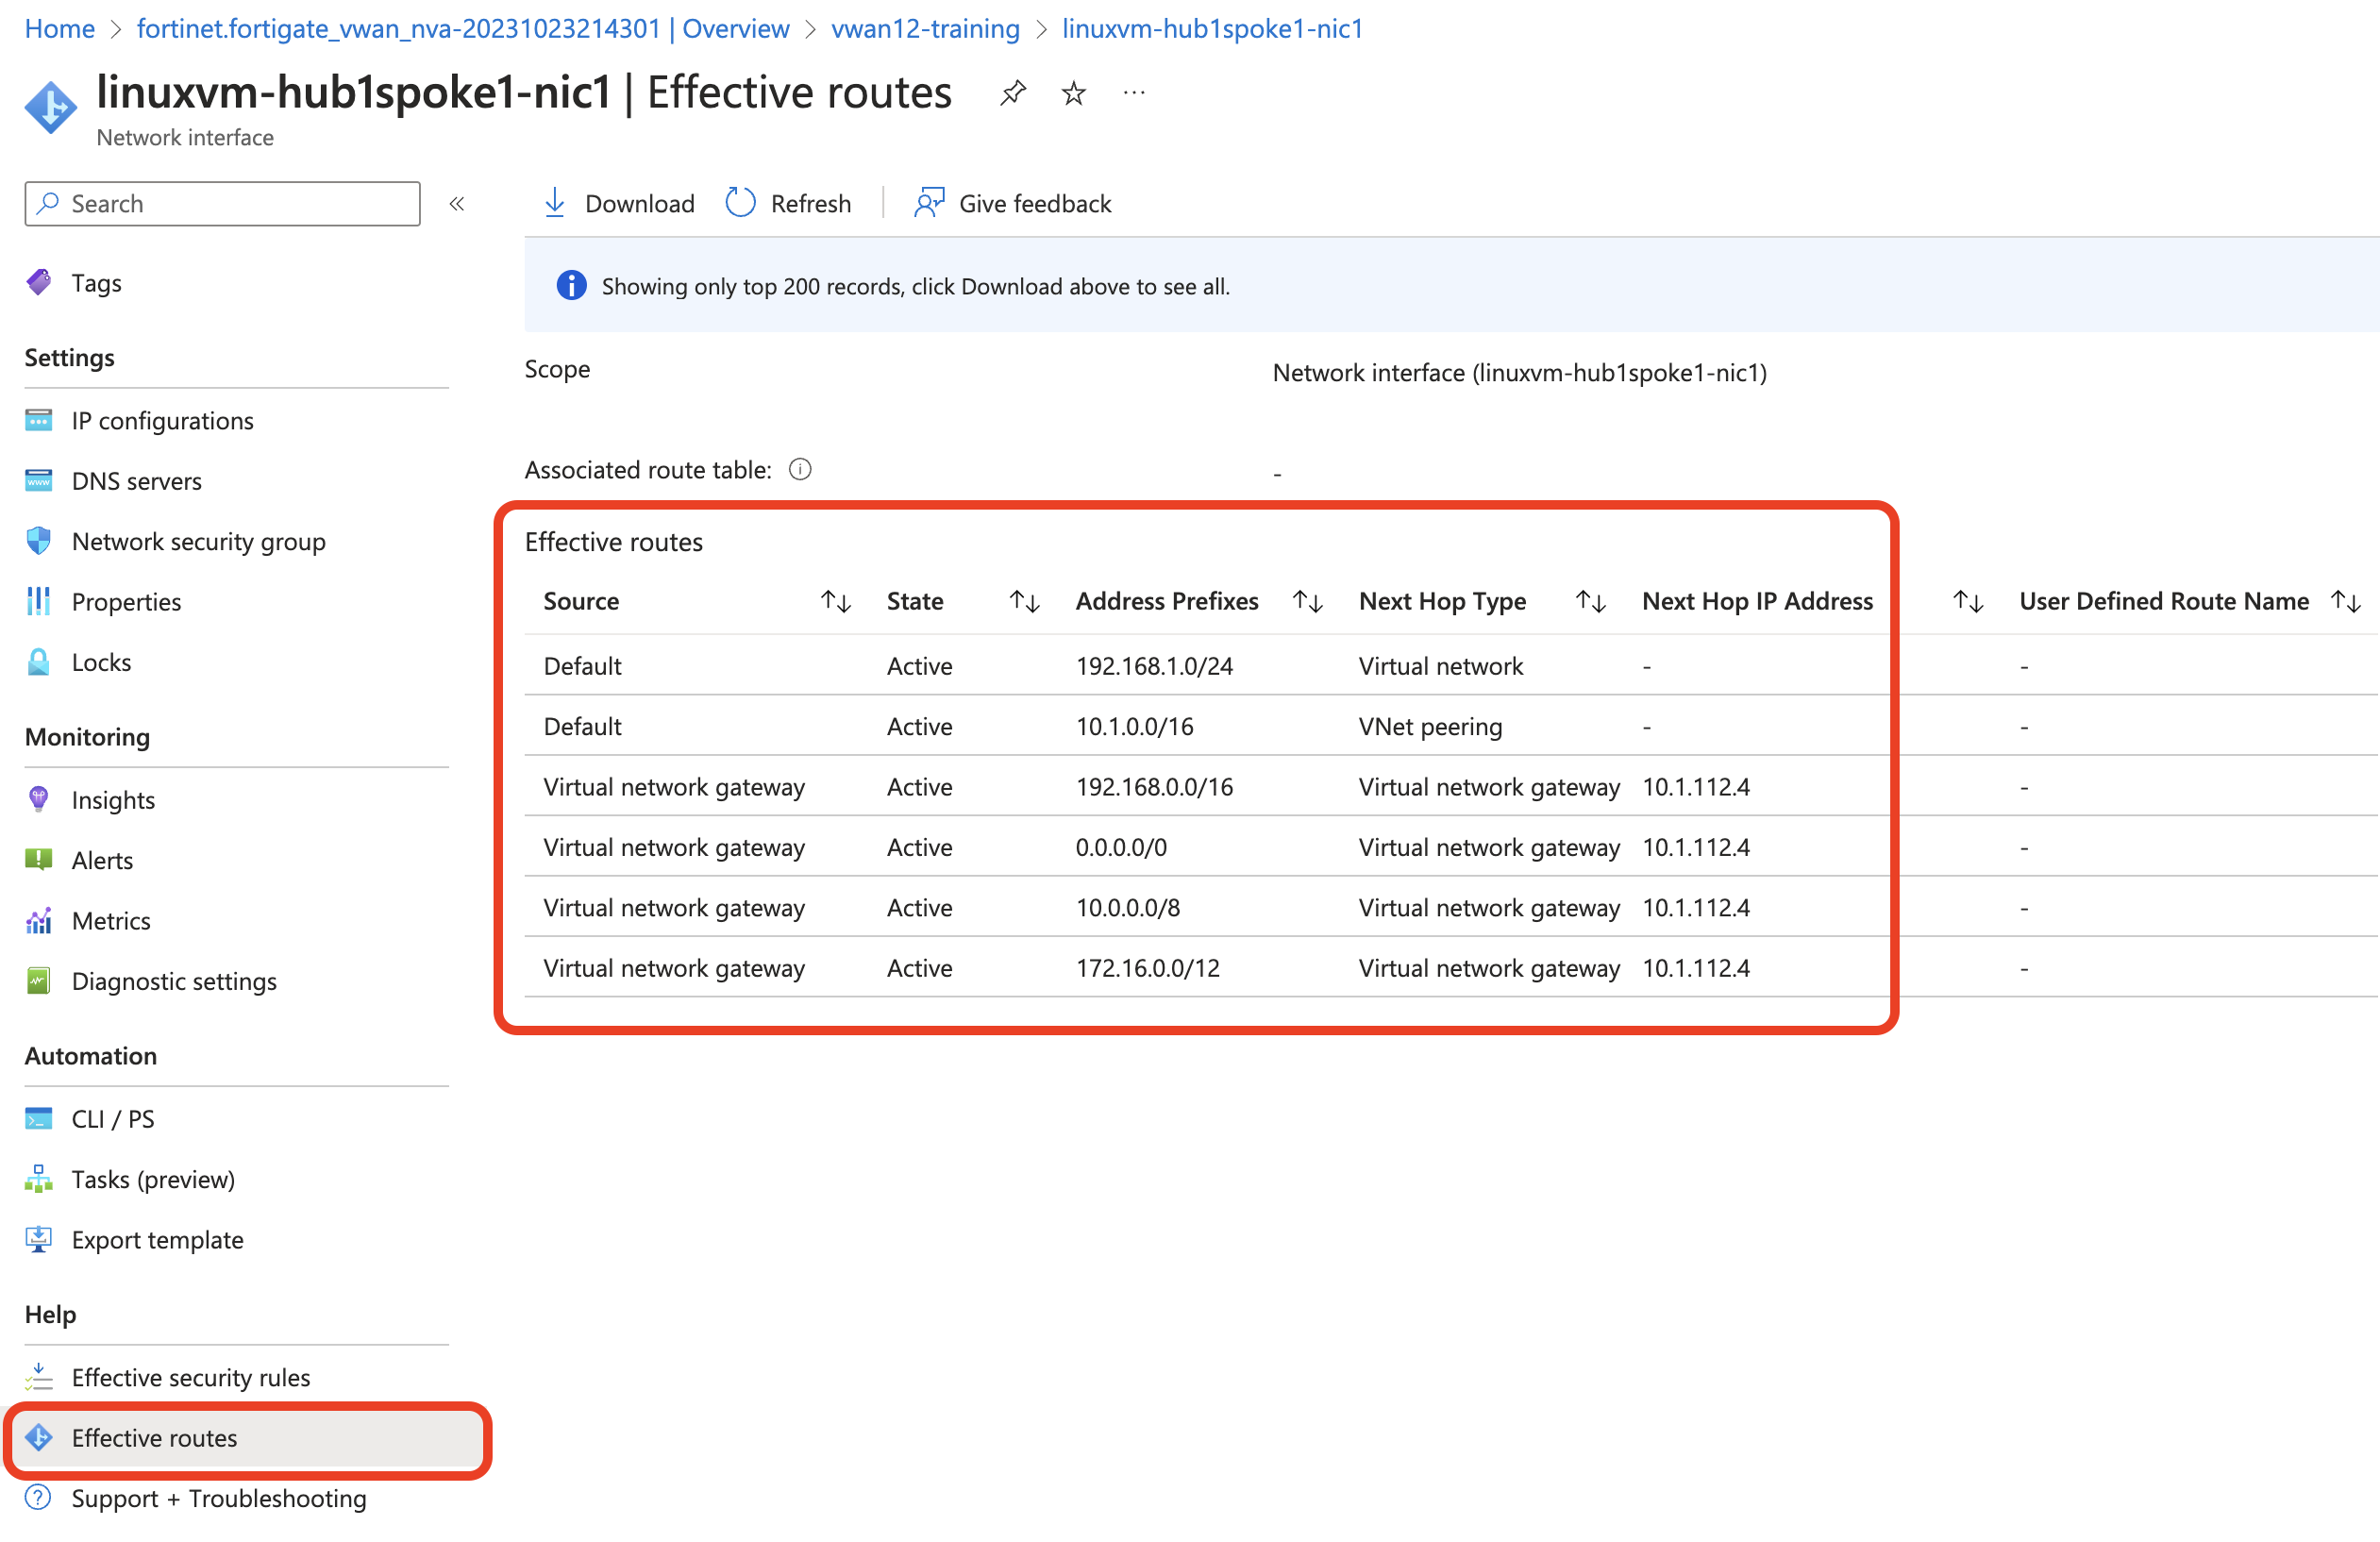 Home > fortinet.fortigate_vwan_nva-20231023214301 | Overview > vwan12-training > linuxvm-hub1spoke1-nic1
linuxvm-hub1spoke1-nic1 | Effective routes ...
Network interface
Search «
Download Refresh | Give feedback
Showing only top 200 records, click Download above to see all.
Tags
Settings
IP configurations
DNS servers
Network security group
Properties
Locks
Monitoring
Insights
Alerts
Metrics
Diagnostic settings
Automation
CLI / PS
Tasks (preview)
Export template
Help
Effective security rules
Effective routes
Support + Troubleshooting
Scope Network interface (linuxvm-hub1spoke1-nic1)
Associated route table: -
Effective routes
Source State Address Prefixes Next Hop Type Next Hop IP Address User Defined Route Name
Default Active 192.168.1.0/24 Virtual network - -
Default Active 10.1.0.0/16 VNet peering - -
Virtual network gateway Active 192.168.0.0/16 Virtual network gateway 10.1.112.4 -
Virtual network gateway Active 0.0.0.0/0 Virtual network gateway 10.1.112.4 -
Virtual network gateway Active 10.0.0.0/8 Virtual network gateway 10.1.112.4 -
Virtual network gateway Active 172.16.0.0/12 Virtual network gateway 10.1.112.4 -